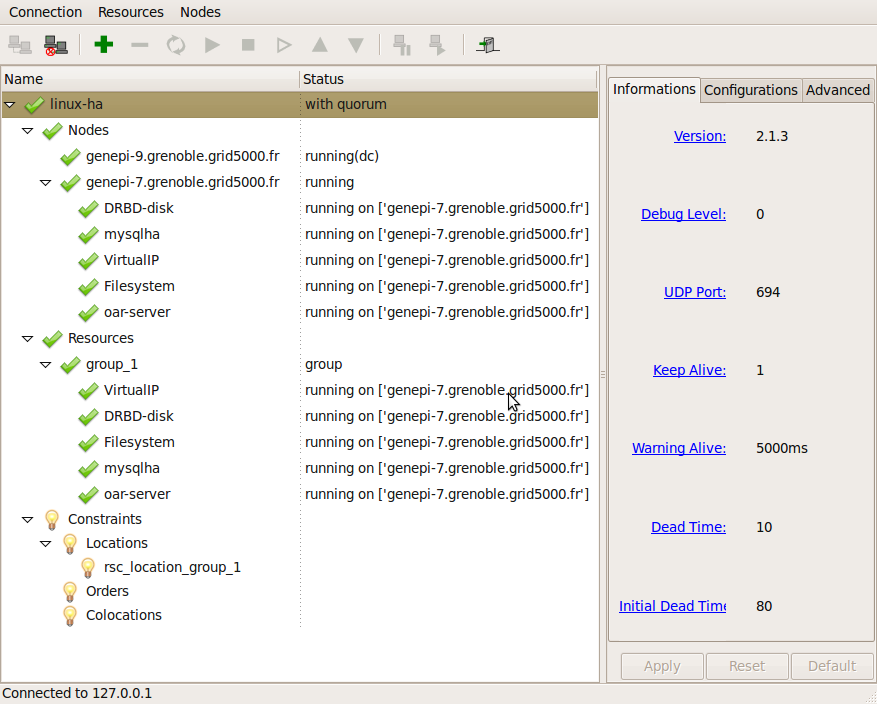 Connection Resources Nodes
Name Status
linux-ha with quorum
Nodes
genepi-9.grenoble.grid5000.fr running(dc)
genepi-7.grenoble.grid5000.fr running
DRBD-disk running on ['genepi-7.grenoble.grid5000.fr']
mysqlha running on ['genepi-7.grenoble.grid5000.fr']
VirtualIP running on ['genepi-7.grenoble.grid5000.fr']
Filesystem running on ['genepi-7.grenoble.grid5000.fr']
oar-server running on ['genepi-7.grenoble.grid5000.fr']
Resources
group_1 group
VirtualIP running on ['genepi-7.grenoble.grid5000.fr']
DRBD-disk running on ['genepi-7.grenoble.grid5000.fr']
Filesystem running on ['genepi-7.grenoble.grid5000.fr']
mysqlha running on ['genepi-7.grenoble.grid5000.fr']
oar-server running on ['genepi-7.grenoble.grid5000.fr']
Constraints
Locations
rsc_location_group_1
Orders
Colocations
Informations Configurations Advanced
Version: 2.1.3
Debug Level: 0
UDP Port: 694
Keep Alive: 1
Warning Alive: 5000ms
Dead Time: 10
Initial Dead Time 80
Apply Reset Default
Connected to 127.0.0.1